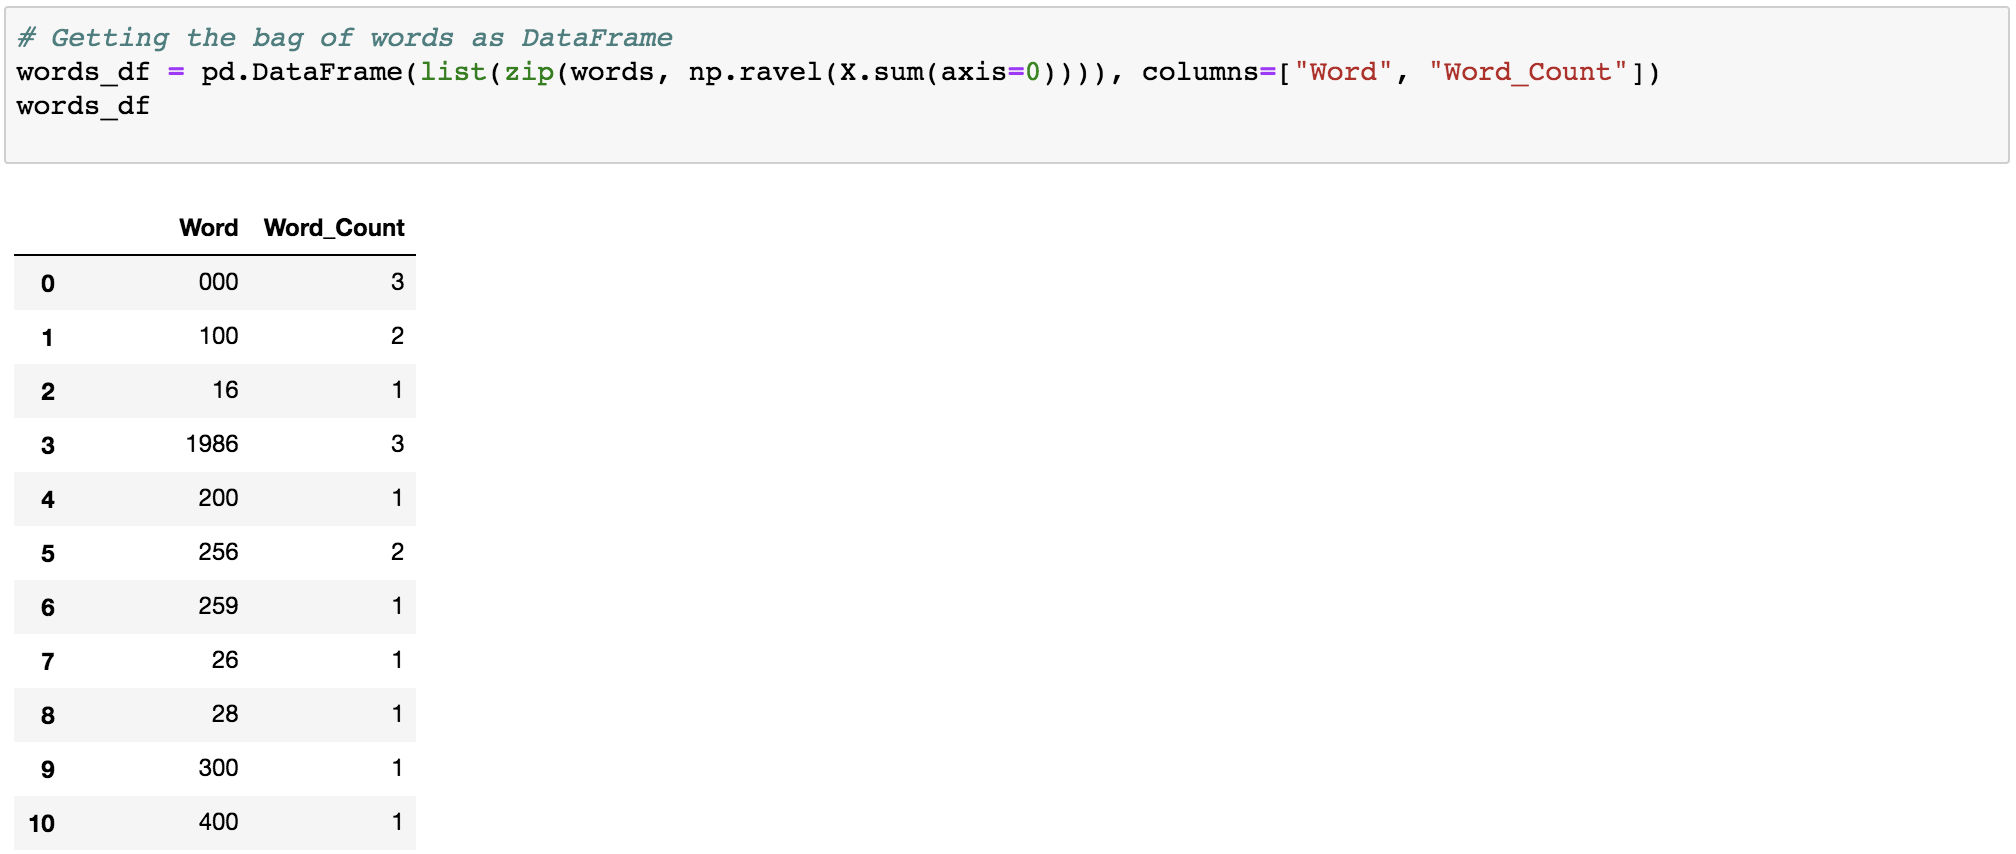 # Getting the bag of words as DataFrame
words_df = pd.DataFrame(list(zip(words, np.ravel(X.sum(axis=0)))), columns=["Word", "Word_Count"])
words_df
Word Word_Count
0 000 3
1 100 2
2 16 1
3 1986 3
4 200 1
5 256 2
6 259 1
7 26 1
8 28 1
9 300 1
10 400 1